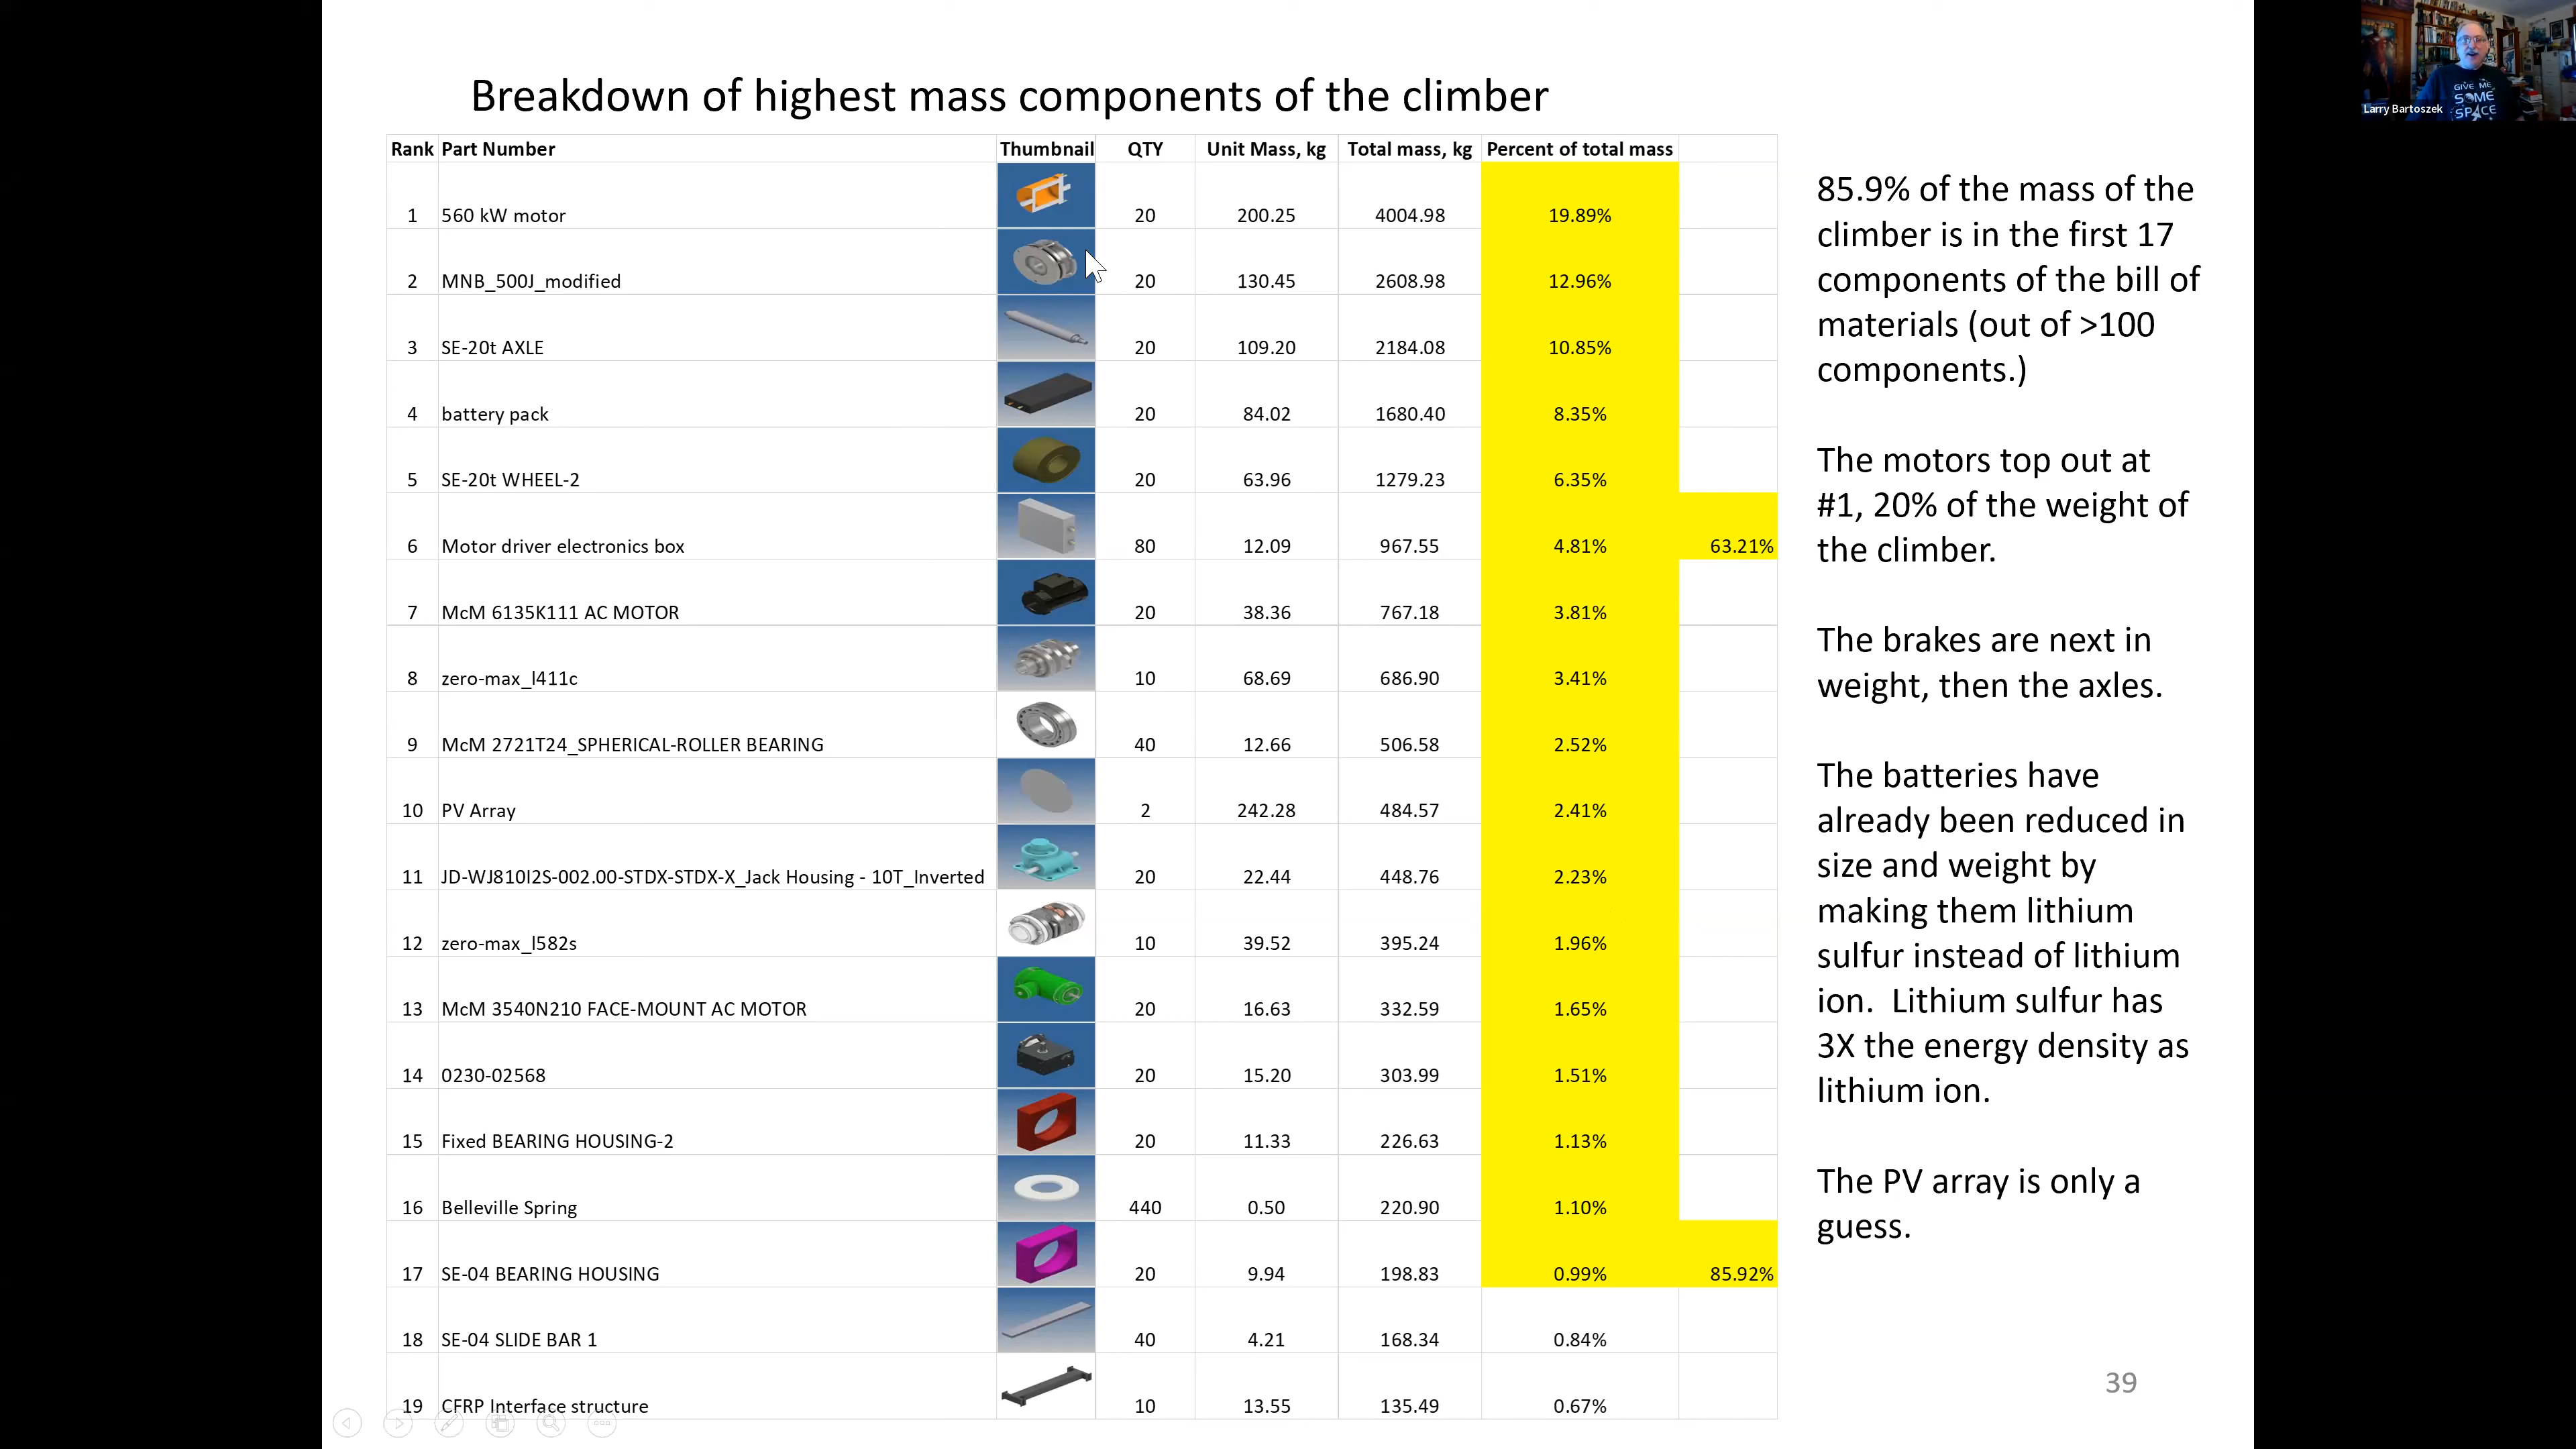 Breakdown of highest mass components of the climber
Rank Part Number Thumbnail QTY Unit Mass, kg Total mass, kg Percent of total mass
1 560 kW motor 20 200.25 4004.98 19.89%
2 MNB_500J_modified 20 130.45 2608.98 12.96%
3 SE-20t AXLE 20 109.20 2184.08 10.85%
4 battery pack 20 84.02 1680.40 8.35%
5 SE-20t WHEEL-2 20 63.96 1279.23 6.35%
6 Motor driver electronics box 80 12.09 967.55 4.81% 63.21%
7 McM 6135K111 AC MOTOR 20 38.36 767.18 3.81%
8 zero-max_l411c 10 68.69 686.90 3.41%
9 McM 2721T24_SPHERICAL-ROLLER BEARING 40 12.66 506.58 2.52%
10 PV Array 2 242.28 484.57 2.41%
11 JD-WJ810I2S-002.00-STDX-STDX-X_Jack Housing - 10T_Inverted 20 22.44 448.76 2.23%
12 zero-max_l582s 10 39.52 395.24 1.96%
13 McM 3540N210 FACE-MOUNT AC MOTOR 20 16.63 332.59 1.65%
14 0230-02568 20 15.20 303.99 1.51%
15 Fixed BEARING HOUSING-2 20 11.33 226.63 1.13%
16 Belleville Spring 440 0.50 220.90 1.10%
17 SE-04 BEARING HOUSING 20 9.94 198.83 0.99% 85.92%
18 SE-04 SLIDE BAR 1 40 4.21 168.34 0.84%
19 CFRP Interface structure 10 13.55 135.49 0.67%
85.9% of the mass of the
climber is in the first 17
components of the bill of
materials (out of >100
components.)
The motors top out at
#1, 20% of the weight of
the climber.
The brakes are next in
weight, then the axles.
The batteries have
already been reduced in
size and weight by
making them lithium
sulfur instead of lithium
ion.  Lithium sulfur has
3X the energy density as
lithium ion.
The PV array is only a
guess.
39
GIVE ME
SOME
SPACE
Larry Bartoszek